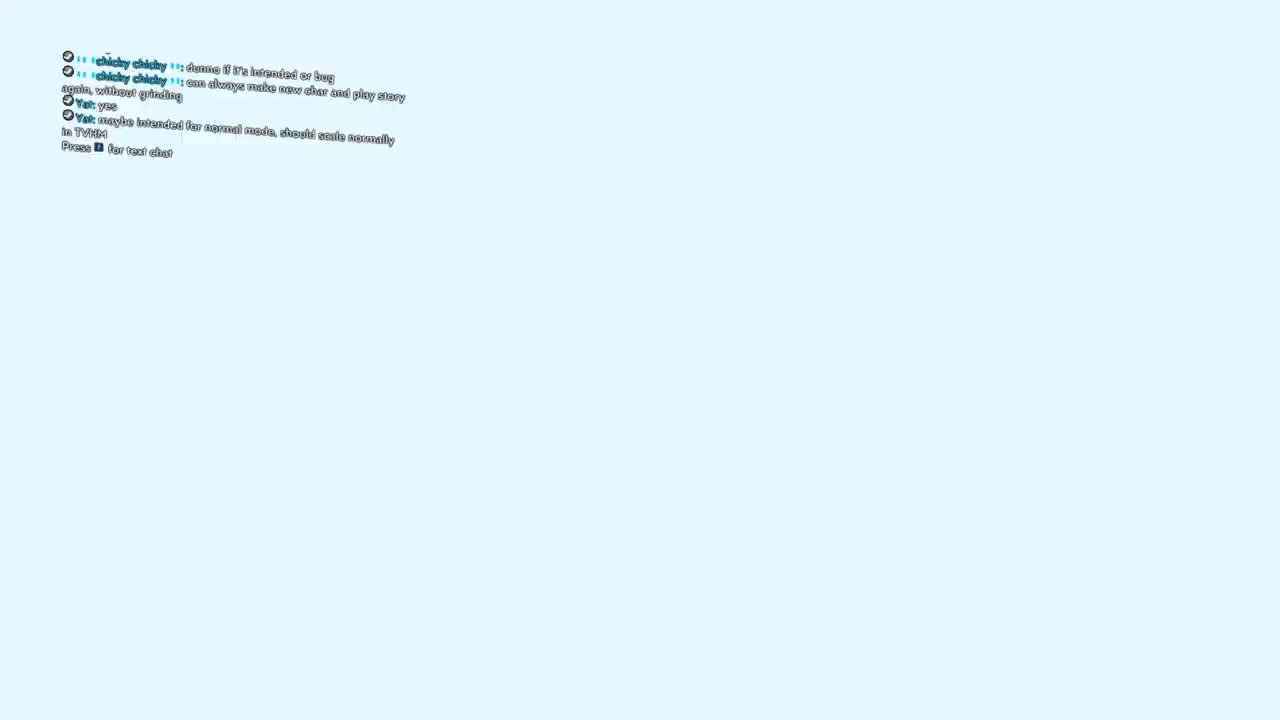 chicky chicky : dunno if it's intended or bug
chicky chicky : can always make new char and play story
again, without grinding
Yat: yes
Yat: maybe intended for normal mode, should scale normally
in TVHM
Press for text chat